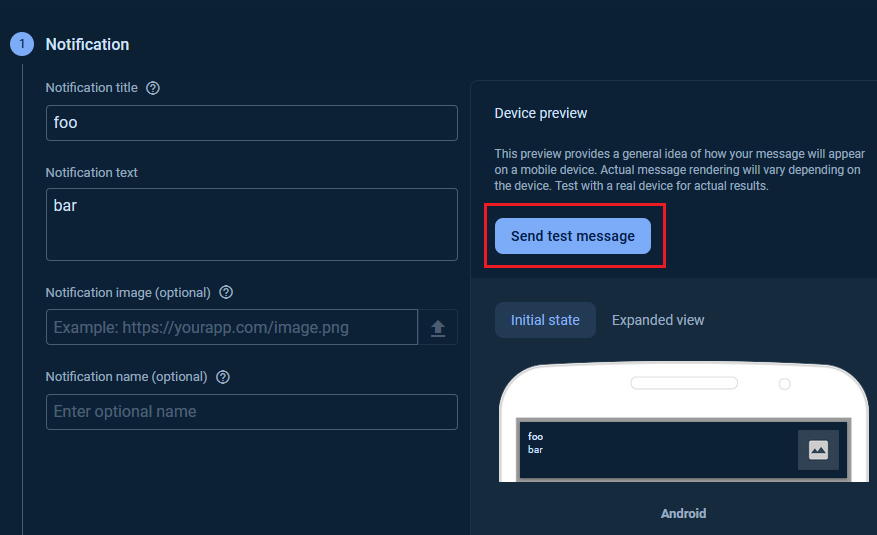 1 Notification
Notification title
foo
Notification text
bar
Notification image (optional)
Example: https://yourapp.com/image.png
Notification name (optional)
Enter optional name
Device preview
This preview provides a general idea of how your message will appear
on a mobile device. Actual message rendering will vary depending on
the device. Test with a real device for actual results.
Send test message
Initial state Expanded view
foo
bar
Android